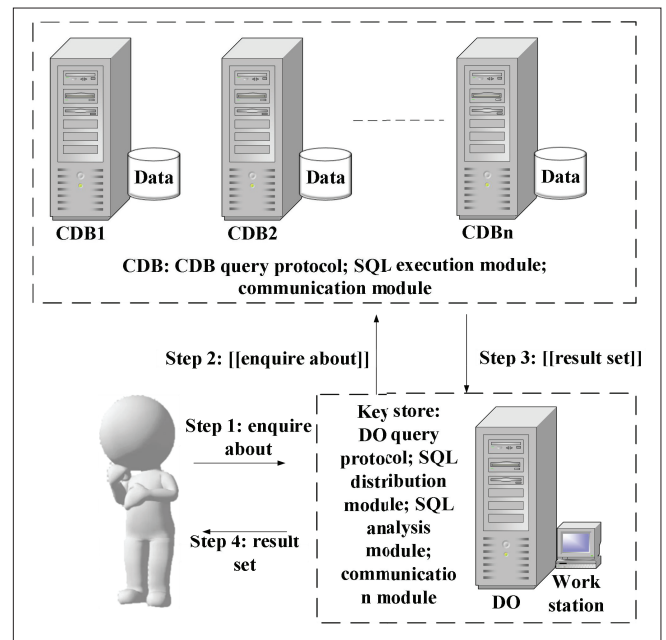 Data
Data
Data
CDB1
CDB2
CDBn
CDB: CDB query protocol; SQL execution module;
communication module
Step 2: [[enquire about]]
Step 3: [[result set]]
Step 1: enquire
about
Step 4: result
set
Key store:
DO query
protocol; SQL
distribution
module; SQL
analysis
module;
communicatio
n module
DO
Work
station